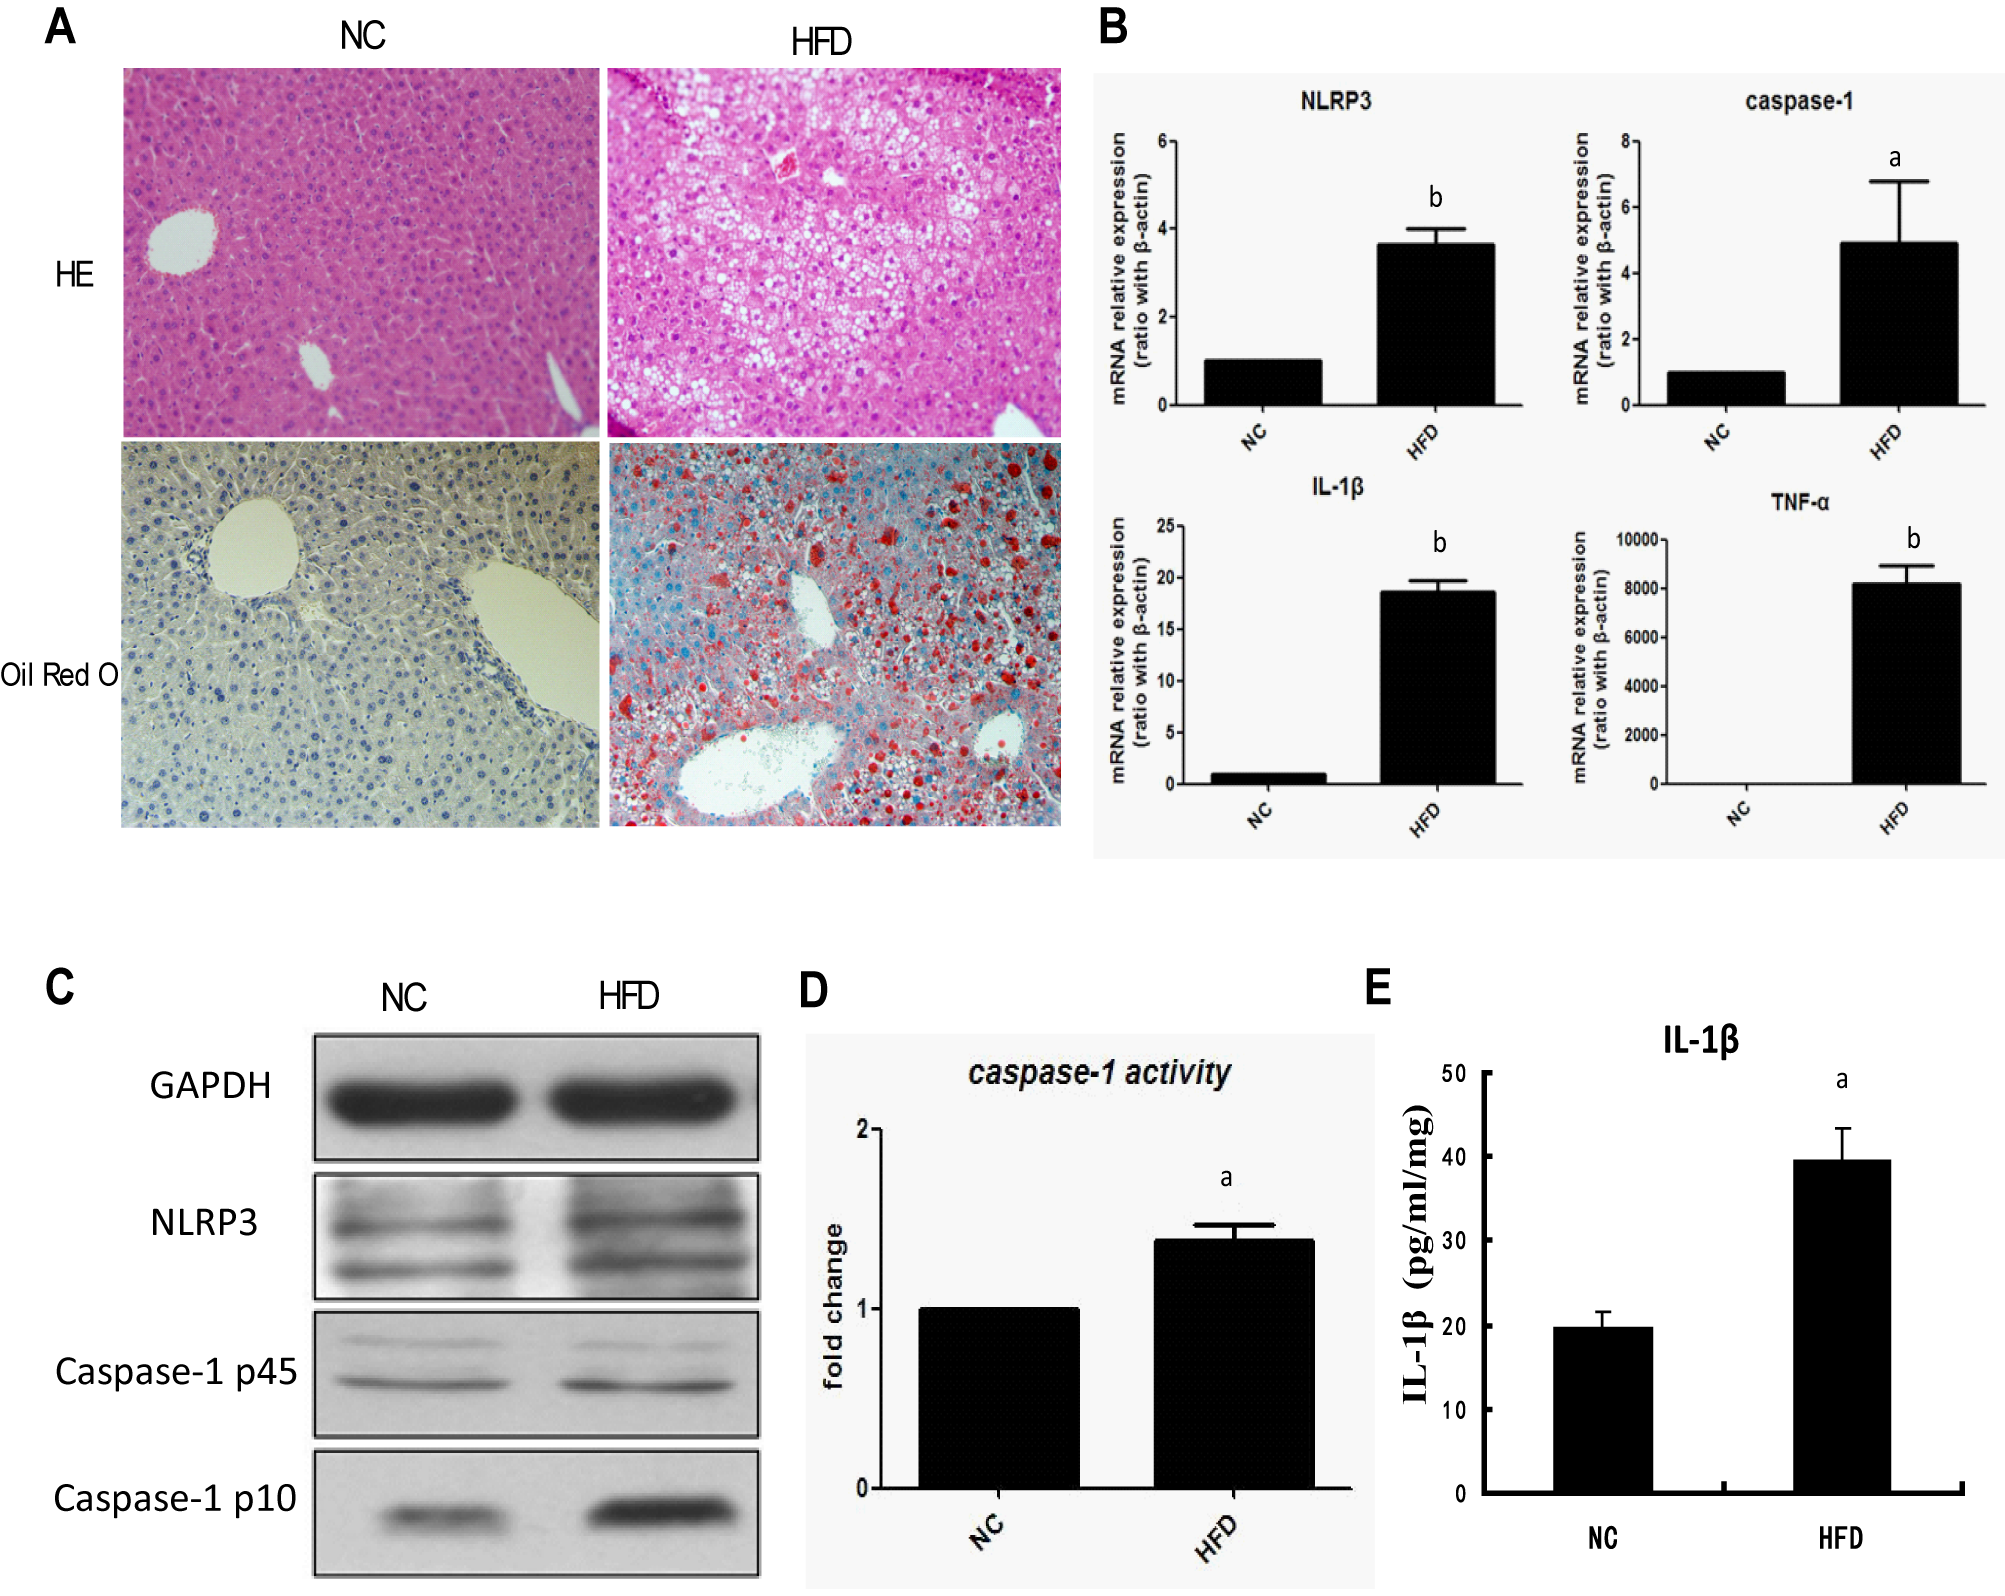 A
NC
HFD
HE
Oil Red O
B
NLRP3
mRNA relative expression
(ratio with β-actin)
6
4
2
0
b
NC
HFD
caspase-1
mRNA relative expression
(ratio with β-actin)
8
6
4
2
0
a
NC
HFD
IL-1β
mRNA relative expression
(ratio with β-actin)
25
20
15
10
5
0
b
NC
HFD
TNF-α
mRNA relative expression
(ratio with β-actin)
10000
8000
6000
4000
2000
0
b
NC
HFD
C
NC
HFD
GAPDH
NLRP3
Caspase-1 p45
Caspase-1 p10
D
caspase-1 activity
fold change
2
1
0
a
NC
HFD
E
IL-1β
IL-1β (pg/ml/mg)
50
40
30
20
10
0
a
NC
HFD